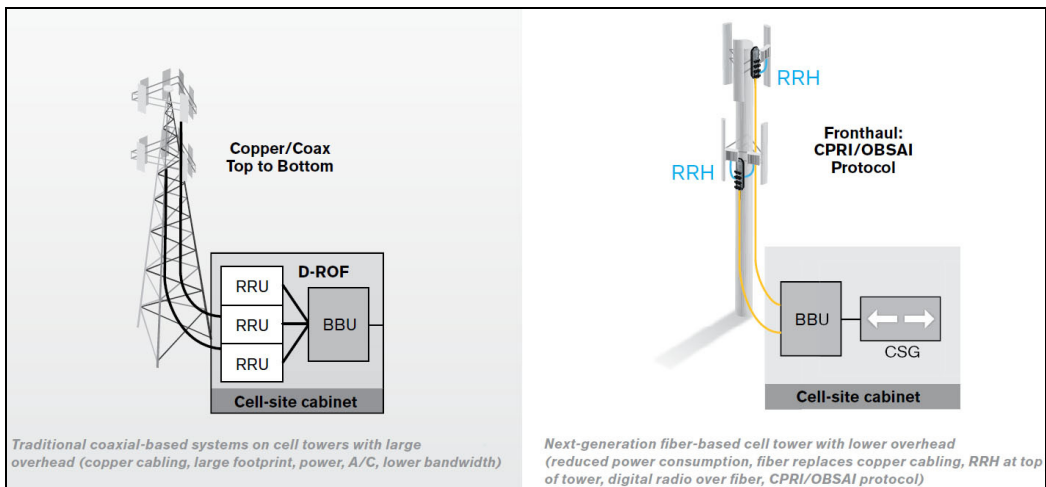 Copper/Coax
Top to Bottom
D-ROF
RRU
RRU
RRU
BBU
Cell-site cabinet
Traditional coaxial-based systems on cell towers with large
overhead (copper cabling, large footprint, power, A/C, lower bandwidth)
RRH
RRH
Fronthaul:
CPRI/OBSAI
Protocol
BBU
CSG
Cell-site cabinet
Next-generation fiber-based cell tower with lower overhead
(reduced power consumption, fiber replaces copper cabling, RRH at top
of tower, digital radio over fiber, CPRI/OBSAI protocol)